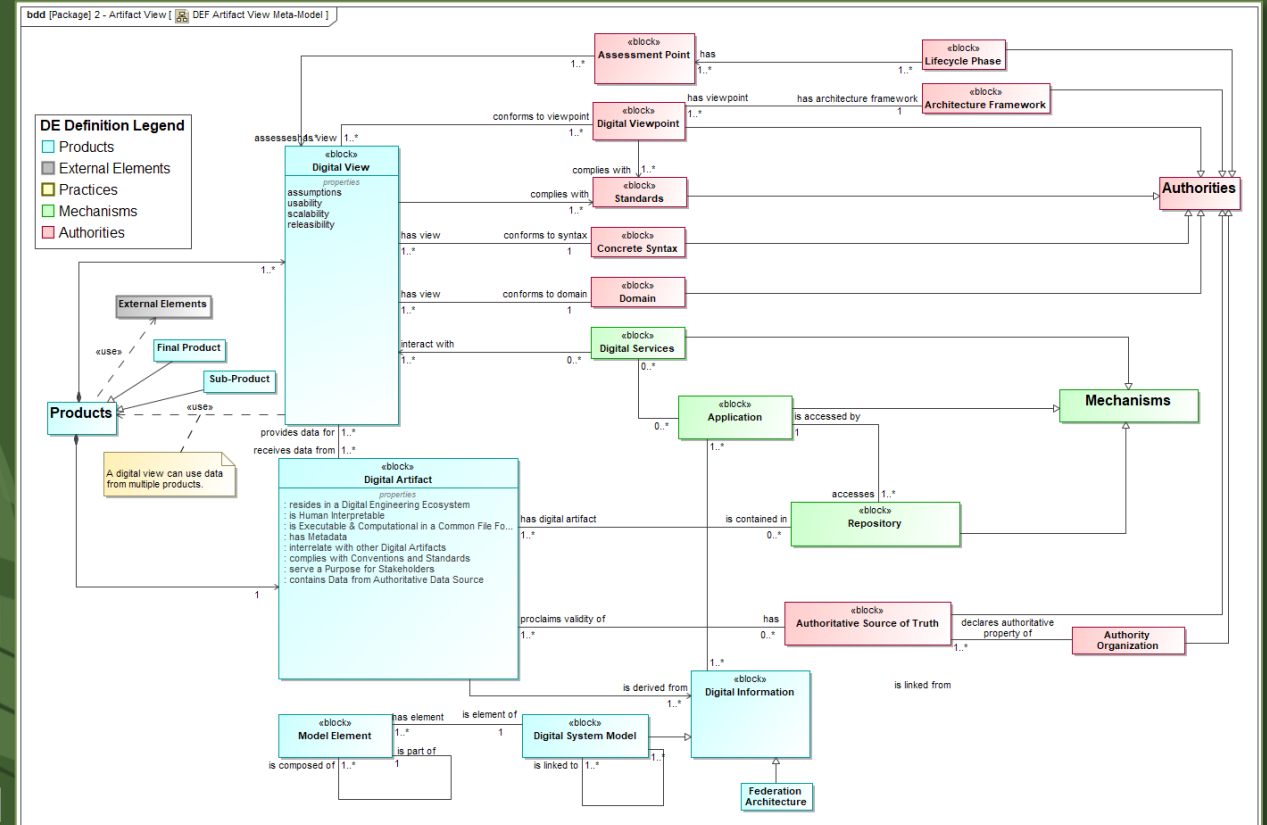 bdd [Package] 2 - Artifact View [ DEF Artifact View Meta-Model ]
DE Definition Legend
Products
External Elements
Practices
Mechanisms
Authorities
«block»
Assessment Point
1..*
has
1..*
1..*
«block»
Lifecycle Phase
«block»
Architecture Framework
has viewpoint
1..*
has architecture framework
1
«block»
Digital Viewpoint
conforms to viewpoint
1..*
assesses
has view
1..*
1..*
complies with
1..*
«block»
Standards
complies with
1..*
Authorities
«block»
Digital View
properties
assumptions
usability
scalability
releasibility
has view
1..*
conforms to syntax
1
«block»
Concrete Syntax
has view
1..*
conforms to domain
1
«block»
Domain
interact with
1..*
0..*
«block»
Digital Services
0..*
0..*
«block»
Application
1..*
is accessed by
1
Mechanisms
accesses
1..*
«block»
Repository
1..*
External Elements
«use»
Final Product
Sub-Product
Products
«use»
A digital view can use data
from multiple products.
provides data for
1..*
receives data from
1..*
«block»
Digital Artifact
properties
: resides in a Digital Engineering Ecosystem
: is Human Interpretable
: is Executable & Computational in a Common File Fo...
: has Metadata
: interrelate with other Digital Artifacts
: complies with Conventions and Standards
: serve a Purpose for Stakeholders
: contains Data from Authoritative Data Source
1
has digital artifact
1..*
is contained in
0..*
proclaims validity of
1..*
has
0..*
«block»
Authoritative Source of Truth
declares authoritative
property of
1..*
Authority
Organization
is linked from
1..*
is derived from
1..*
«block»
Digital Information
«block»
Model Element
has element
1..*
is element of
1
«block»
Digital System Model
is part of
1
is composed of
1..*
is linked to
1..*
1..*
Federation
Architecture